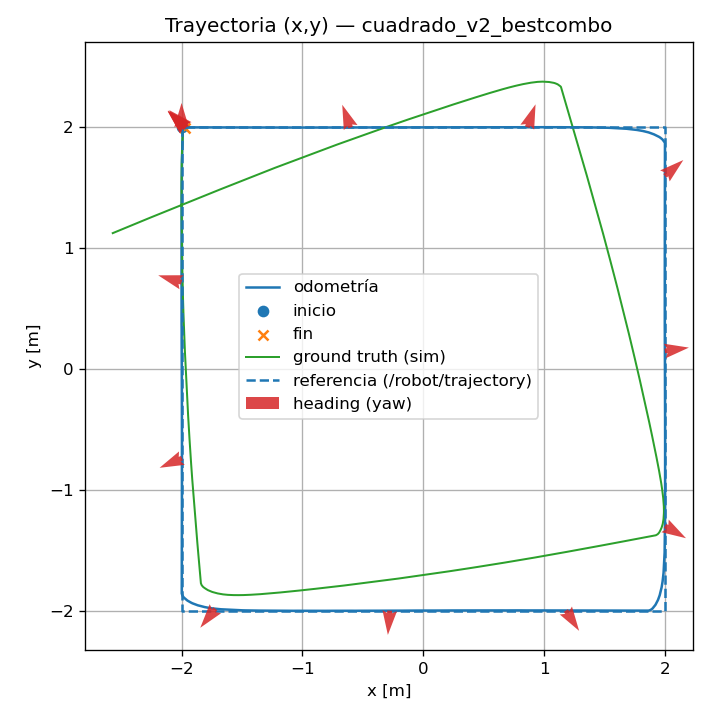 Trayectoria (x,y) — cuadrado_v2_bestcombo
y [m]
2
1
0
−1
−2
odometría
inicio
fin
ground truth (sim)
referencia (/robot/trajectory)
heading (yaw)
−2
−1
0
1
2
x [m]